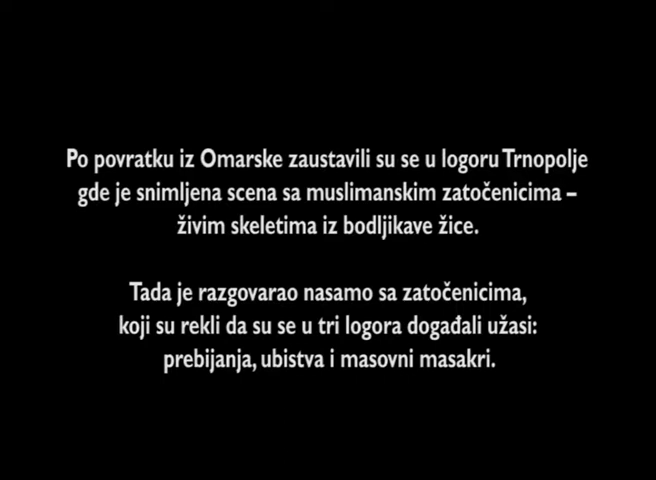 Po povratku iz Omarske zaustavili su se u logoru Trnopolje
gde je snimljena scena sa muslimanskim zatočenicima –
živim skeletima iz bodljikave žice.
Tada je razgovarao nasamo sa zatočenicima,
koji su rekli da su se u tri logora događali užasi:
prebijanja, ubistva i masovni masakri.